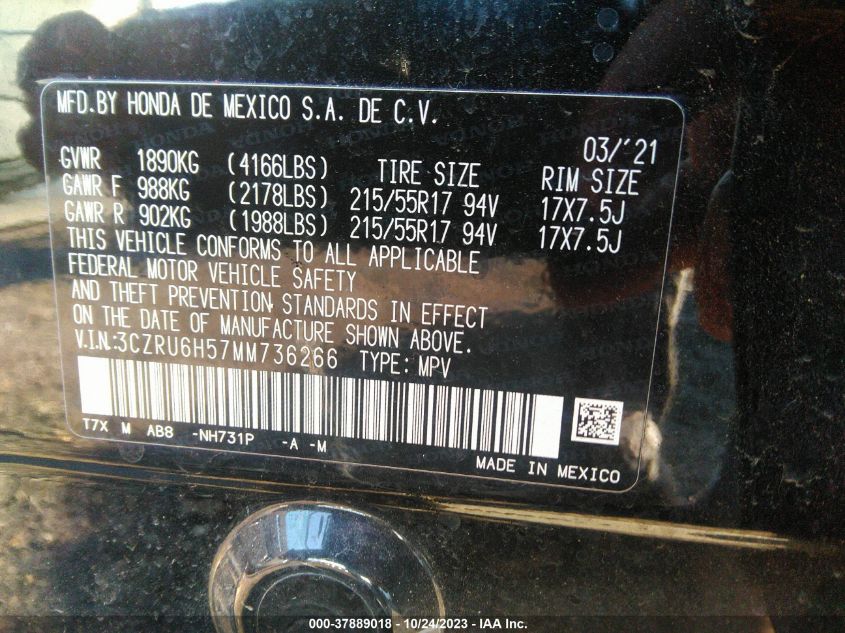 MFD.BY HONDA DE MEXICO S.A. DE C.V.
03/'21
GVWR 1890KG (4166LBS) TIRE SIZE RIM SIZE
GAWR F 988KG (2178LBS) 215/55R17 94V 17X7.5J
GAWR R 902KG (1988LBS) 215/55R17 94V 17X7.5J
THIS VEHICLE CONFORMS TO ALL APPLICABLE
FEDERAL MOTOR VEHICLE SAFETY
AND THEFT PREVENTION STANDARDS IN EFFECT
ON THE DATE OF MANUFACTURE SHOWN ABOVE.
V.I.N:3CZRU6H57MM736266 TYPE: MPV
T7X M AB8 -NH731P -A -M
MADE IN MEXICO
000-37889018 - 10/24/2023 - IAA Inc.